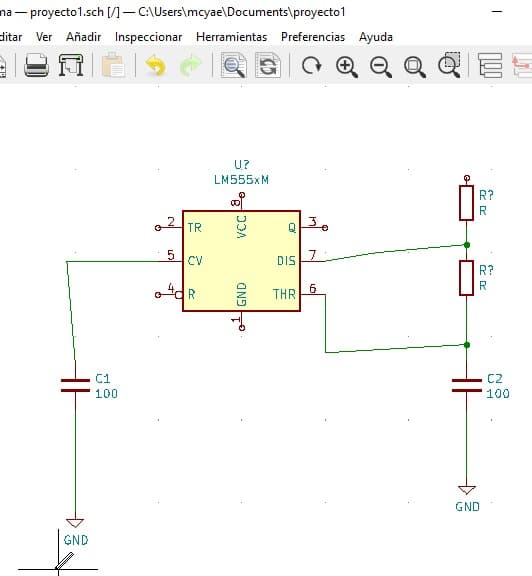 na — proyecto1.sch [/] — C:\Users\mcyae\Documents\proyecto1
ditar Ver Añadir Inspeccionar Herramientas Preferencias Ayuda
U?
LM555xM
8
VCC
2
TR
Q
3
5
CV
DIS
7
4
R
GND
THR
6
1
R?
R
R?
R
C1
100
C2
100
GND
GND